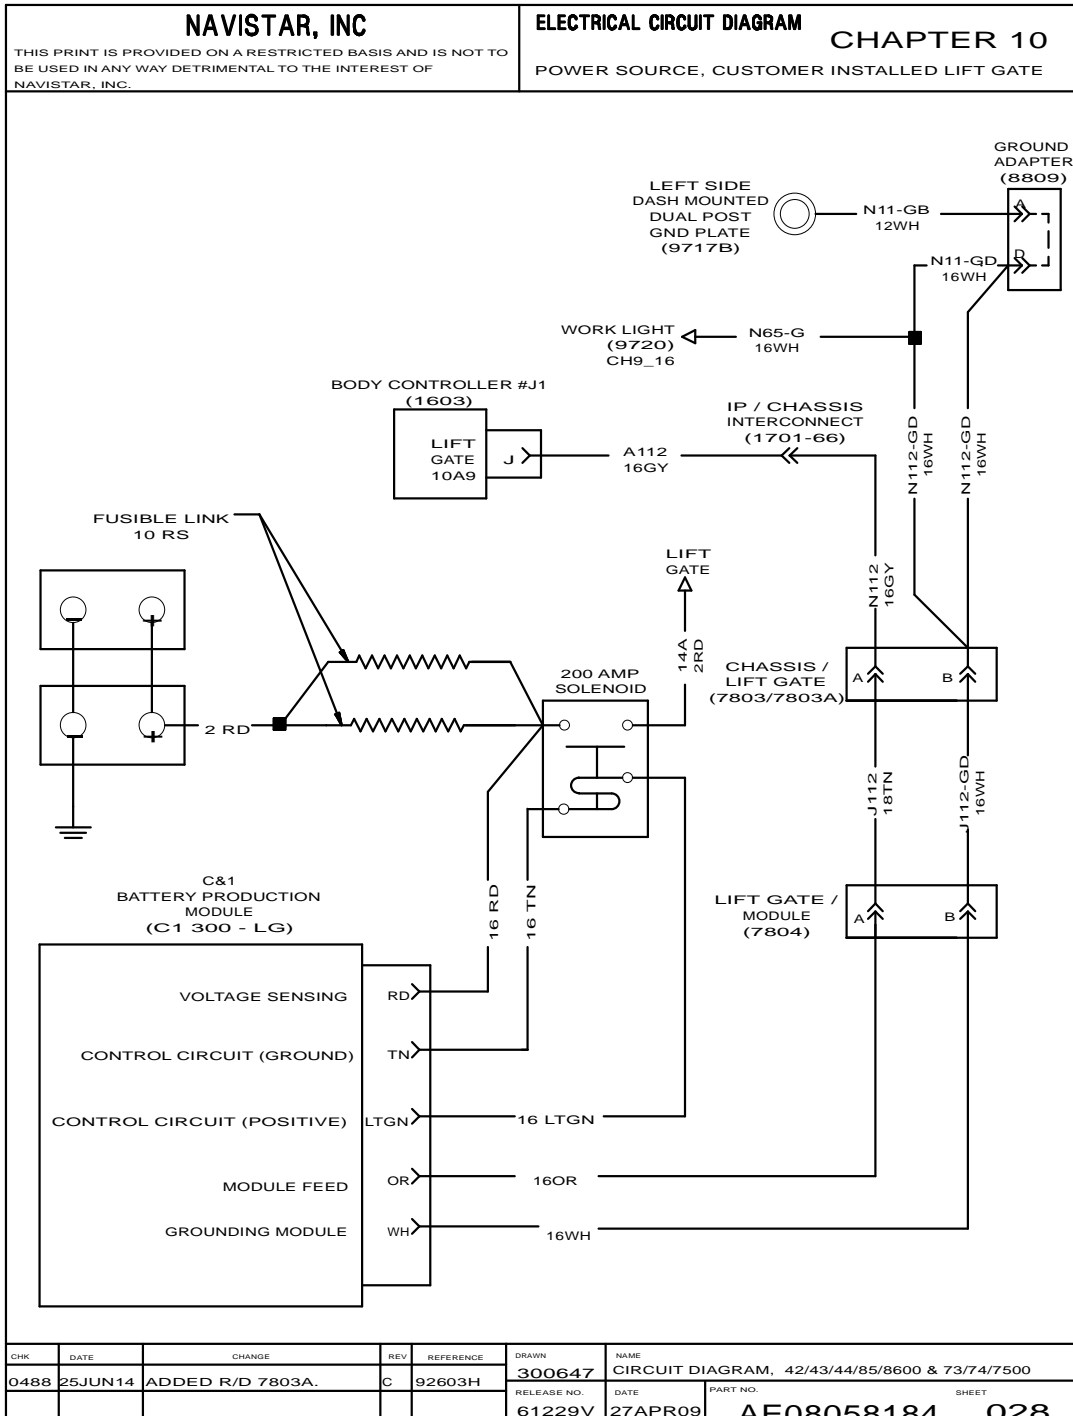 NAVISTAR, INC
THIS PRINT IS PROVIDED ON A RESTRICTED BASIS AND IS NOT TO
BE USED IN ANY WAY DETRIMENTAL TO THE INTEREST OF
NAVISTAR, INC.
ELECTRICAL CIRCUIT DIAGRAM
CHAPTER 10
POWER SOURCE, CUSTOMER INSTALLED LIFT GATE
GROUND
ADAPTER
(8809)
LEFT SIDE
DASH MOUNTED
DUAL POST
GND PLATE
(9717B)
N11-GB
12WH
A
N11-GD
16WH
D
WORK LIGHT
(9720)
CH9_16
N65-G
16WH
BODY CONTROLLER #J1
(1603)
LIFT
GATE
10A9
J
A112
16GY
IP / CHASSIS
INTERCONNECT
(1701-66)
N112-GD
16WH
N112-GD
16WH
FUSIBLE LINK
10 RS
LIFT
GATE
N112
16GY
14A
2RD
200 AMP
SOLENOID
CHASSIS /
LIFT GATE
(7803/7803A)
A
B
2 RD
J112
18TN
J112-GD
16WH
C&1
BATTERY PRODUCTION
MODULE
(C1 300 - LG)
16 RD
16 TN
LIFT GATE /
MODULE
(7804)
A
B
VOLTAGE SENSING
RD
CONTROL CIRCUIT (GROUND)
TN
CONTROL CIRCUIT (POSITIVE)
LTGN
16 LTGN
MODULE FEED
OR
16OR
GROUNDING MODULE
WH
16WH
CHK DATE CHANGE REV REFERENCE
0488 25JUN14 ADDED R/D 7803A. C 92603H
DRAWN
300647
NAME
CIRCUIT DIAGRAM, 42/43/44/85/8600 & 73/74/7500
RELEASE NO.
61229V
DATE
27APR09
PART NO.
AE08058184
SHEET
028